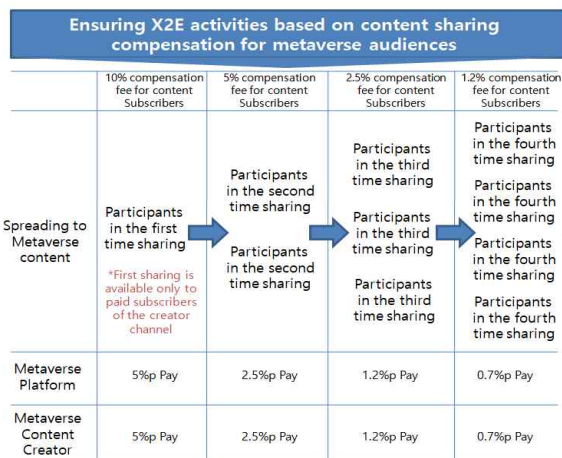 Ensuring X2E activities based on content sharing
compensation for metaverse audiences
10% compensation
fee for content
Subscribers
5% compensation
fee for content
Subscribers
2.5% compensation
fee for content
Subscribers
1.2% compensation
fee for content
Subscribers
Spreading to
Metaverse
content
Participants
in the first
time sharing
*First sharing is
available only to
paid subscribers
of the creator
channel
Participants
in the second
time sharing
Participants
in the second
time sharing
Participants
in the third
time sharing
Participants
in the third
time sharing
Participants
in the third
time sharing
Participants
in the fourth
time sharing
Participants
in the fourth
time sharing
Participants
in the fourth
time sharing
Participants
in the fourth
time sharing
Metaverse
Platform
5%p Pay
2.5%p Pay
1.2%p Pay
0.7%p Pay
Metaverse
Content
Creator
5%p Pay
2.5%p Pay
1.2%p Pay
0.7%p Pay